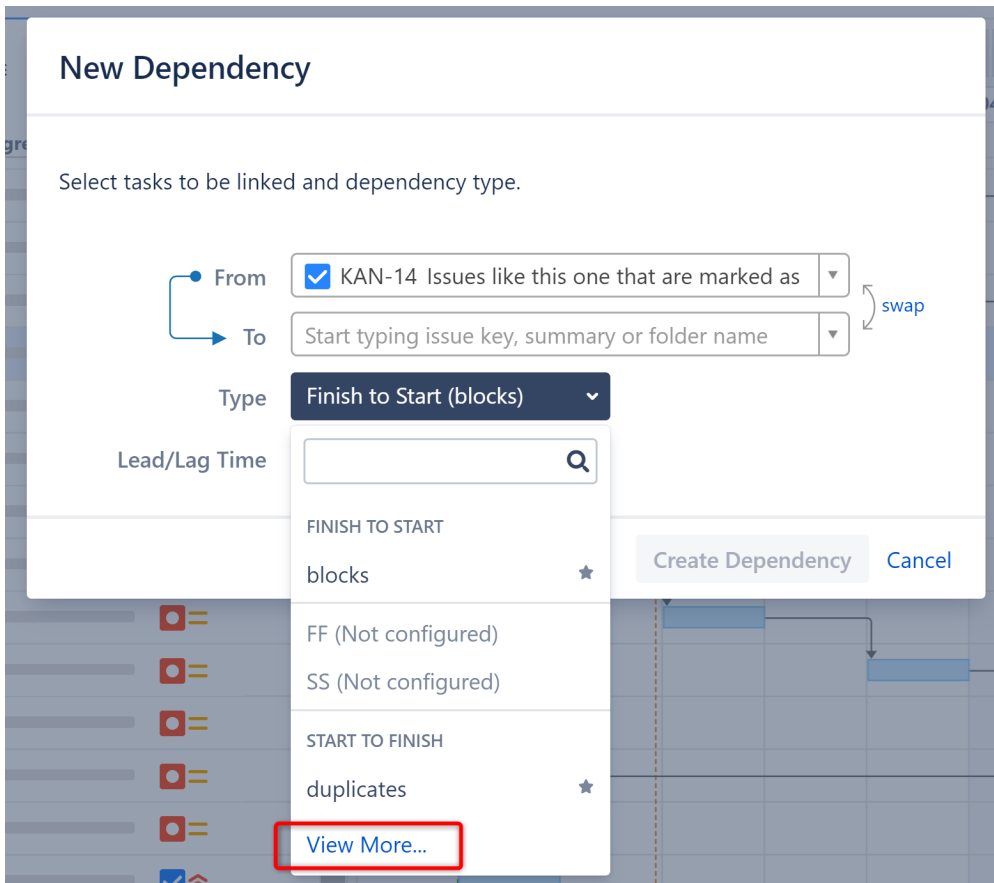 New Dependency
Select tasks to be linked and dependency type.
From
KAN-14 Issues like this one that are marked as
swap
To
Start typing issue key, summary or folder name
Type
Finish to Start (blocks)
Lead/Lag Time
FINISH TO START
blocks
Create Dependency
Cancel
FF (Not configured)
SS (Not configured)
START TO FINISH
duplicates
View More...